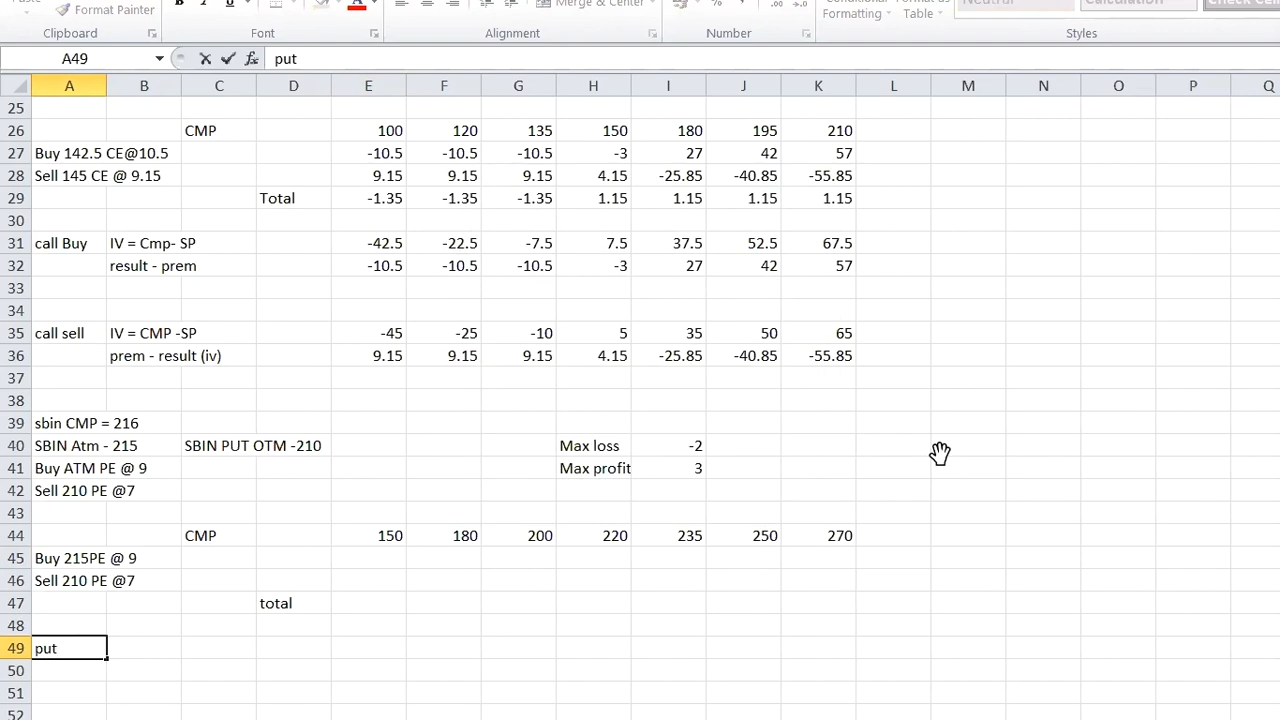 Format Painter
Merge & Center
Conditional
Formatting
Format as
Table
Neutral
Calculation
Check Cell
Clipboard
Font
Alignment
Number
Styles
A49
fx
put
A B C D E F G H I J K L M N O P Q
25
26 CMP 100 120 135 150 180 195 210
27 Buy 142.5 CE@10.5 -10.5 -10.5 -10.5 -3 27 42 57
28 Sell 145 CE @ 9.15 9.15 9.15 9.15 4.15 -25.85 -40.85 -55.85
29 Total -1.35 -1.35 -1.35 1.15 1.15 1.15 1.15
30
31 call Buy IV = Cmp- SP -42.5 -22.5 -7.5 7.5 37.5 52.5 67.5
32 result - prem -10.5 -10.5 -10.5 -3 27 42 57
33
34
35 call sell IV = CMP -SP -45 -25 -10 5 35 50 65
36 prem - result (iv) 9.15 9.15 9.15 4.15 -25.85 -40.85 -55.85
37
38
39 sbin CMP = 216
40 SBIN Atm - 215 SBIN PUT OTM -210 Max loss -2
41 Buy ATM PE @ 9 Max profit 3
42 Sell 210 PE @7
43
44 CMP 150 180 200 220 235 250 270
45 Buy 215PE @ 9
46 Sell 210 PE @7
47 total
48
49 put
50
51
52